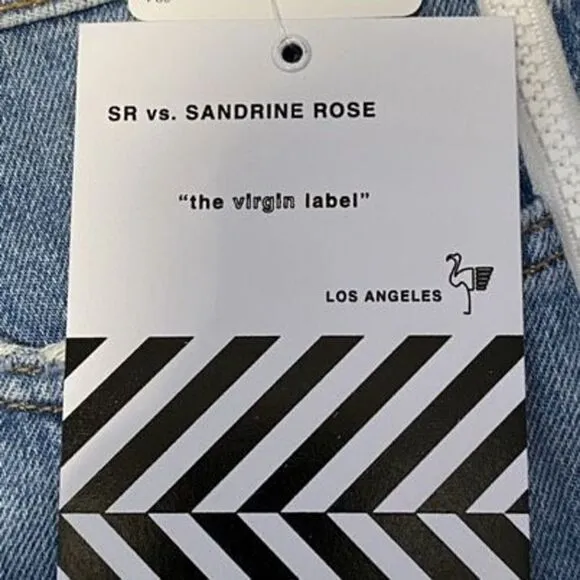 SR vs. SANDRINE ROSE
“the virgin label”
LOS ANGELES